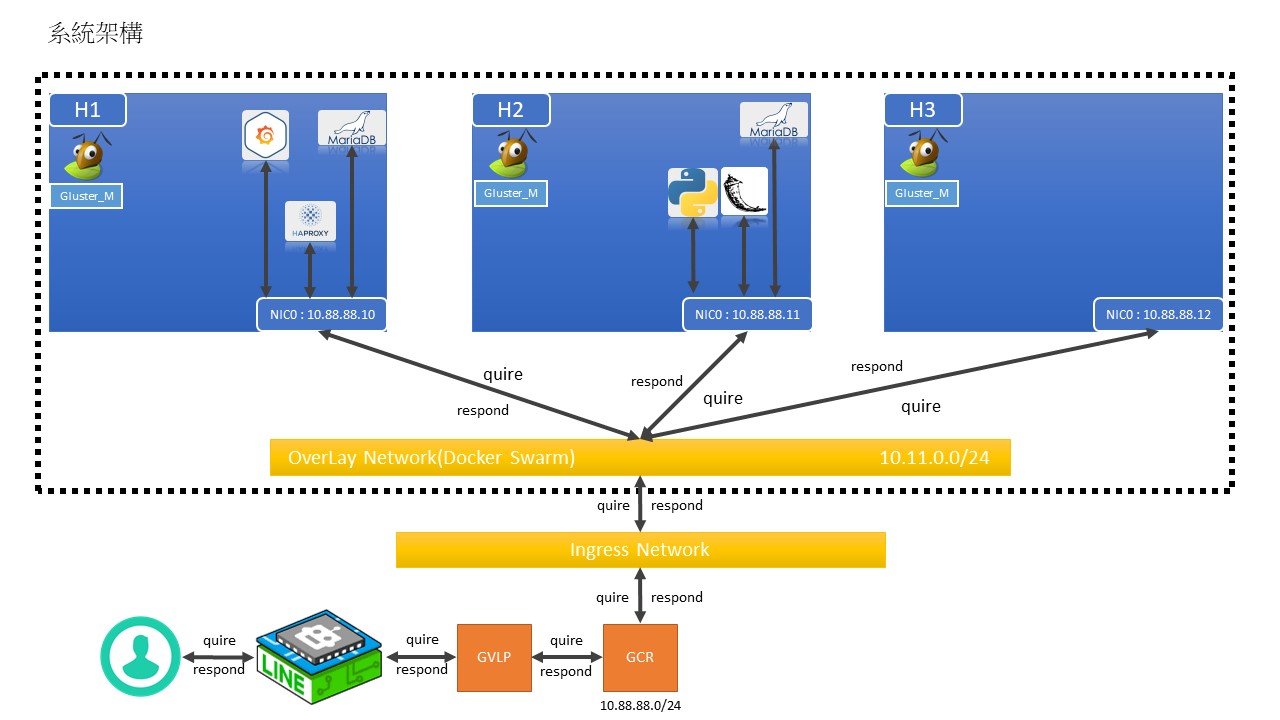 系統架構
H1
MariaDB
Gluster_M
HAPROXY
NIC0 : 10.88.88.10
H2
MariaDB
Gluster_M
NIC0 : 10.88.88.11
H3
Gluster_M
NIC0 : 10.88.88.12
quire
respond
respond
quire
respond
quire
OverLay Network(Docker Swarm)
10.11.0.0/24
quire
respond
Ingress Network
quire
respond
quire
respond
LINE
quire
respond
GVLP
quire
respond
GCR
10.88.88.0/24